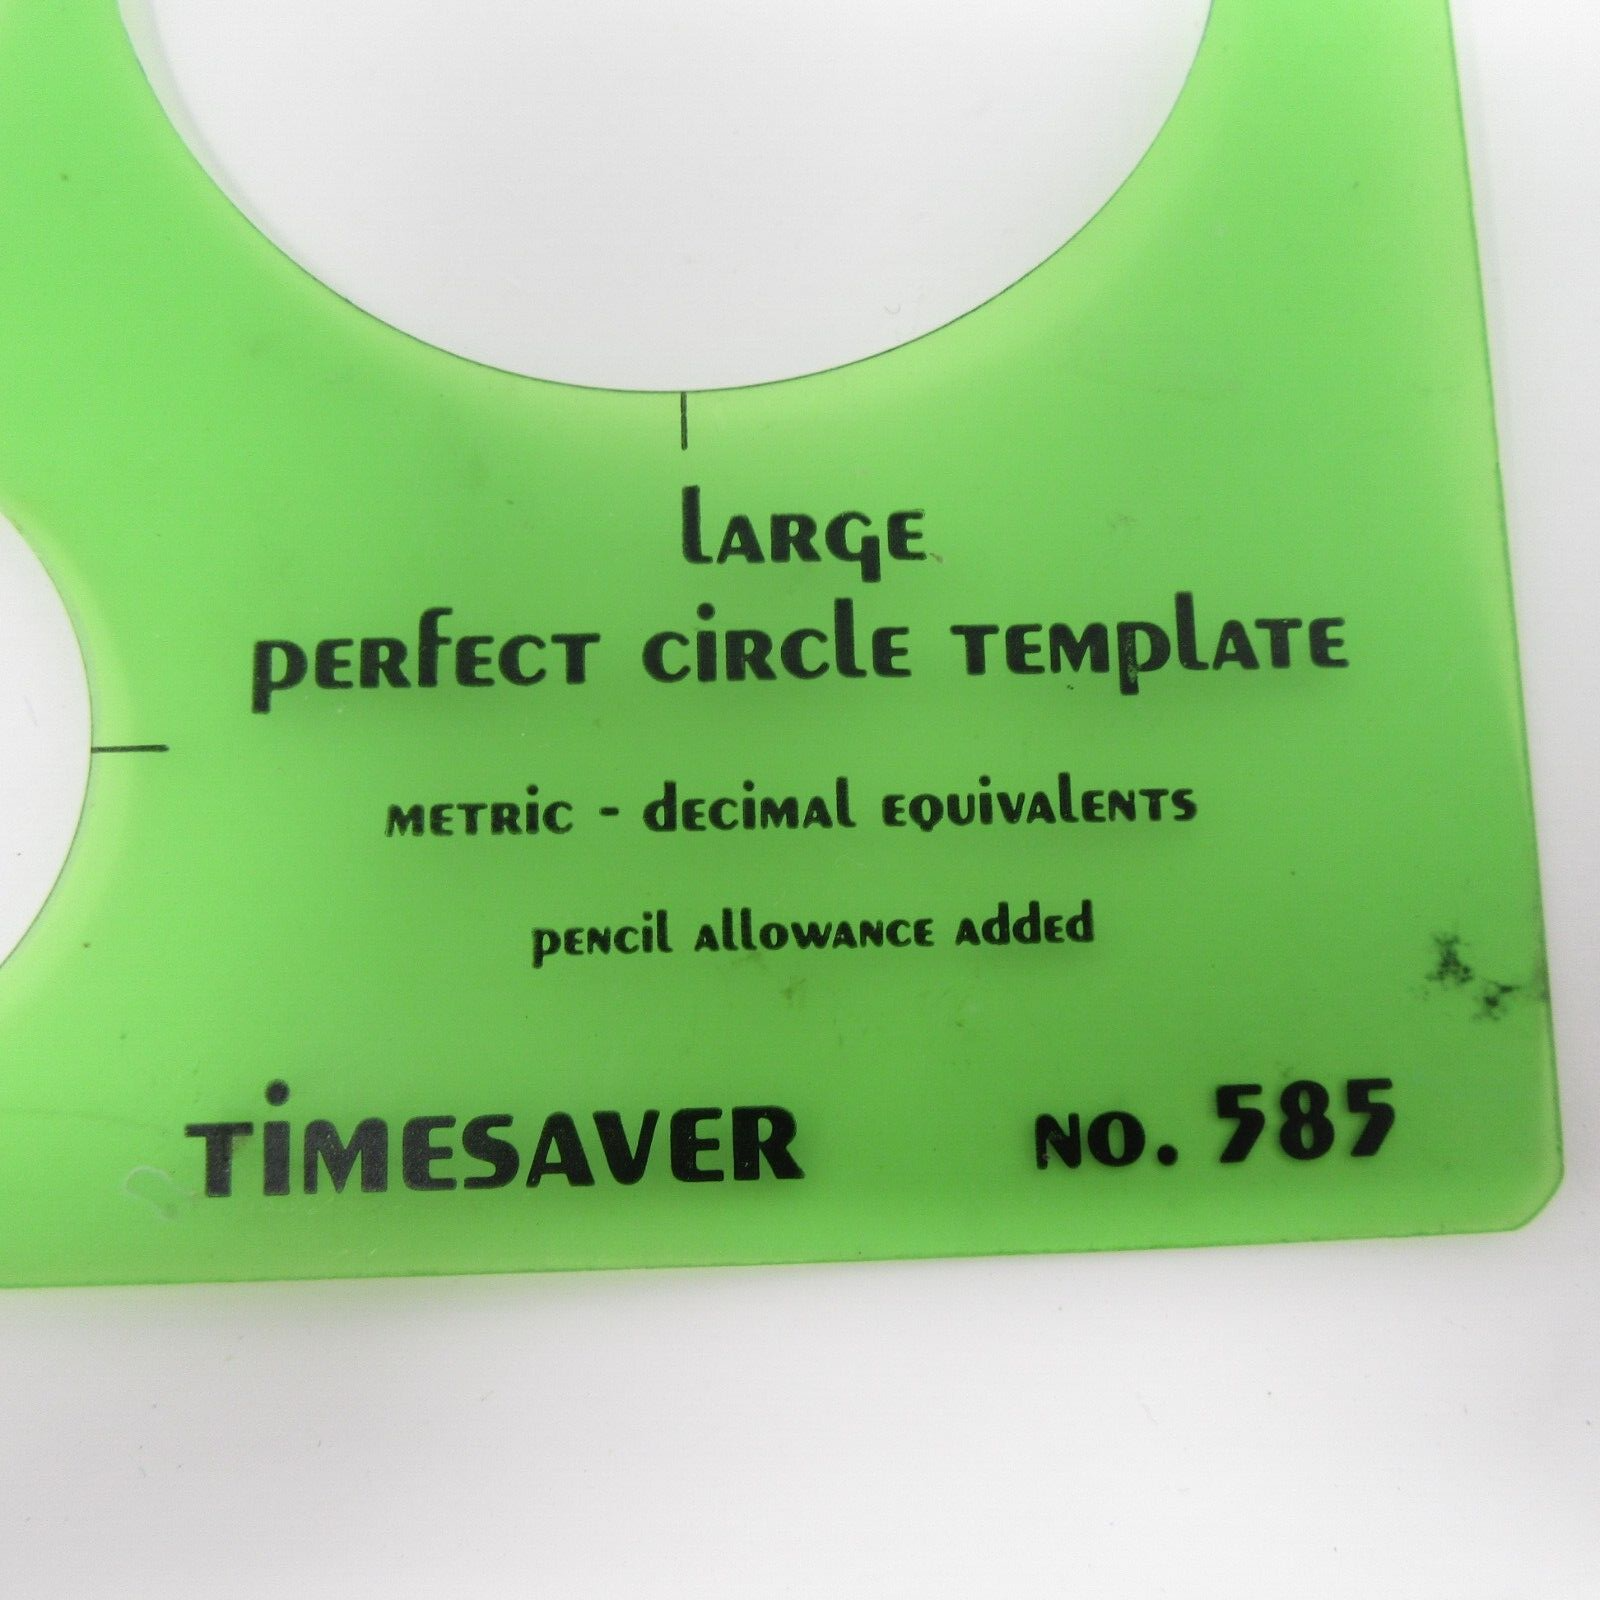 large
perfect circle template
metric - decimal equivalents
pencil allowance added
timesaver no. 585